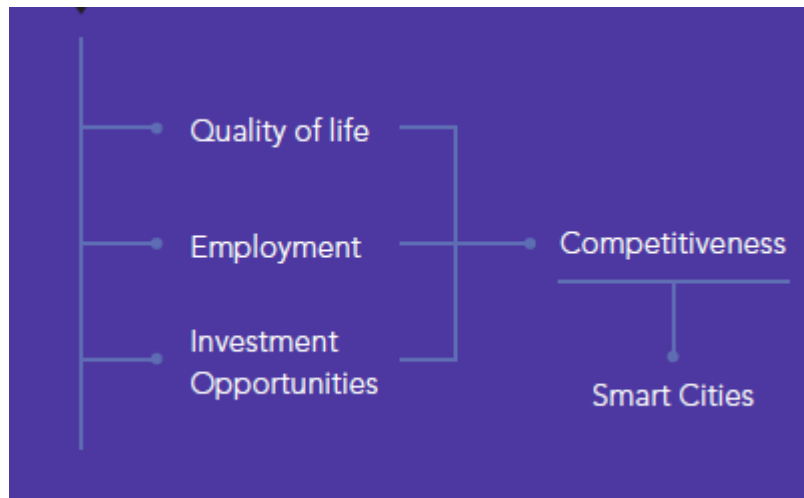 Quality of life
Employment
Investment
Opportunities
Competitiveness
Smart Cities